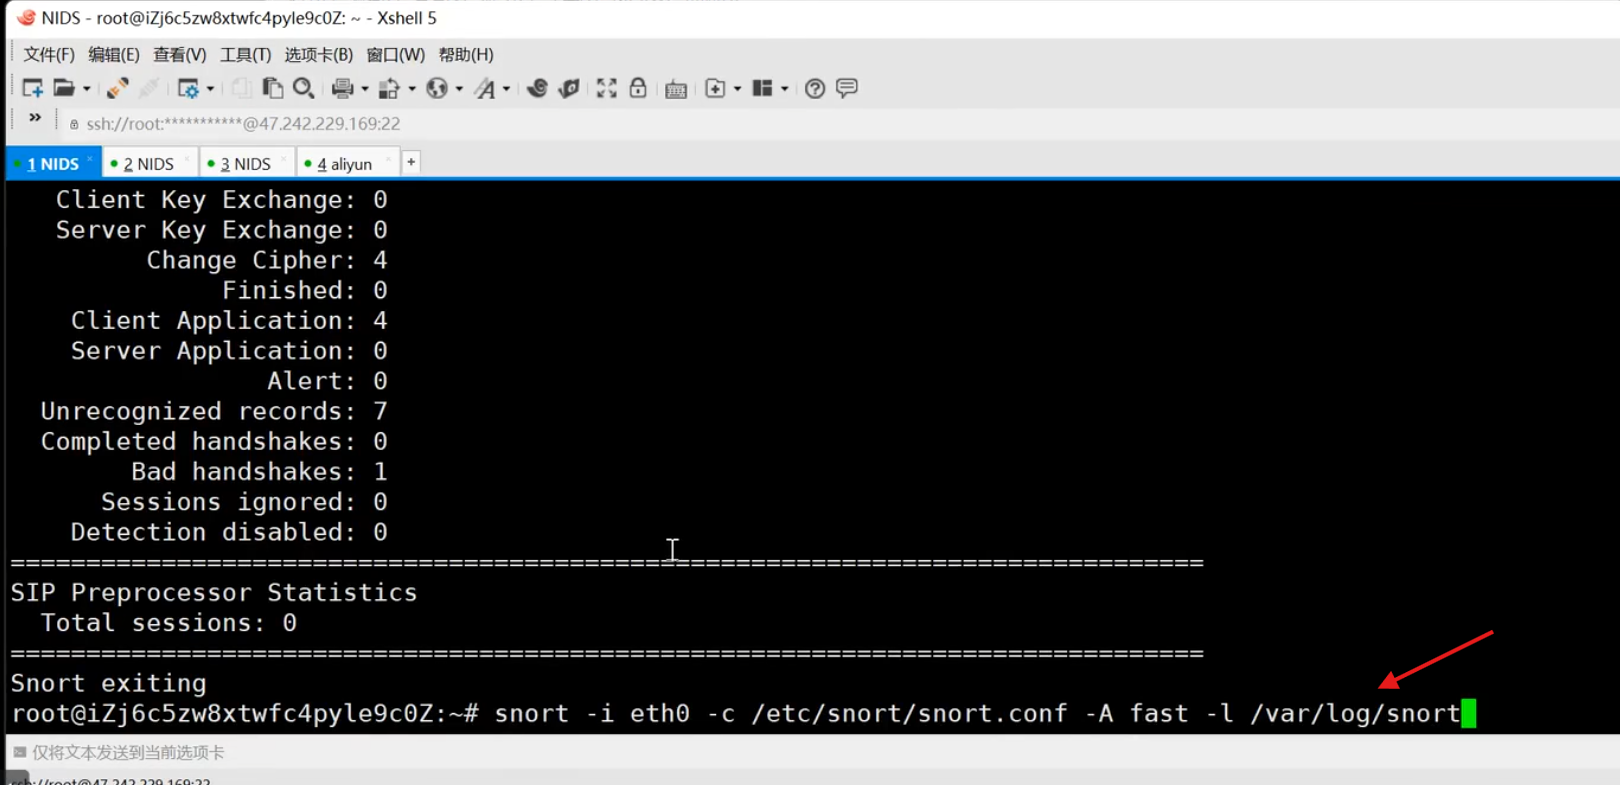 NIDS - root@iZj6c5zw8xtwfc4pyle9c0Z: ~ - Xshell 5
文件(F) 编辑(E) 查看(V) 工具(T) 选项卡(B) 窗口(W) 帮助(H)
» ssh://root:***********@47.242.229.169:22
1 NIDS × 2 NIDS × 3 NIDS × 4 aliyun × +
Client Key Exchange: 0
Server Key Exchange: 0
Change Cipher: 4
Finished: 0
Client Application: 4
Server Application: 0
Alert: 0
Unrecognized records: 7
Completed handshakes: 0
Bad handshakes: 1
Sessions ignored: 0
Detection disabled: 0
===============================================================================
SIP Preprocessor Statistics
Total sessions: 0
===============================================================================
Snort exiting
root@iZj6c5zw8xtwfc4pyle9c0Z:~# snort -i eth0 -c /etc/snort/snort.conf -A fast -l /var/log/snort
仅将文本发送到当前选项卡
ssh://root@47.242.229.169:22